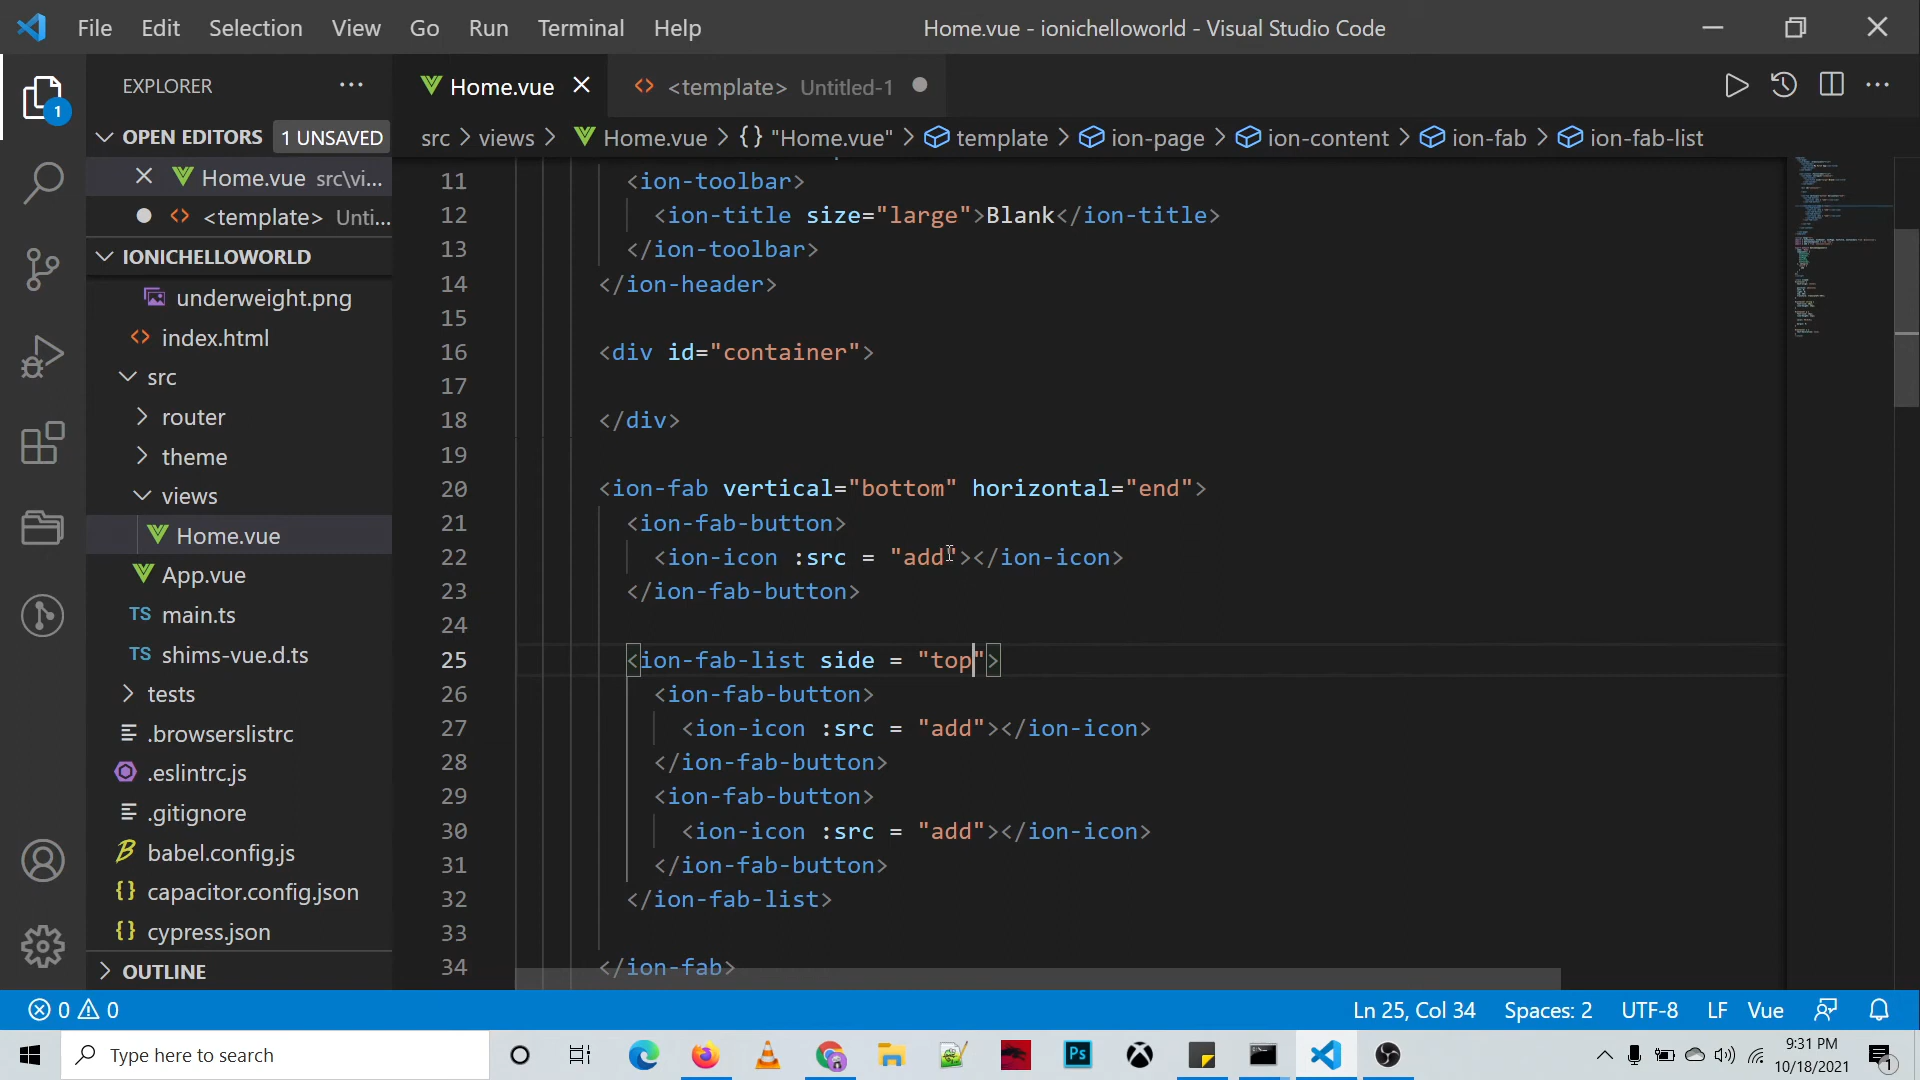 File Edit Selection View Go Run Terminal Help Home.vue - ionichelloworld - Visual Studio Code
EXPLORER
Home.vue
<template> Untitled-1
OPEN EDITORS 1 UNSAVED
src > views > Home.vue > {} "Home.vue" > template > ion-page > ion-content > ion-fab > ion-fab-list
Home.vue src\vi...
<template> Unti...
IONICHELLOWORLD
underweight.png
index.html
src
router
theme
views
Home.vue
App.vue
TS main.ts
TS shims-vue.d.ts
tests
.browserslistrc
.eslintrc.js
.gitignore
babel.config.js
{} capacitor.config.json
{} cypress.json
OUTLINE
11 <ion-toolbar>
12 <ion-title size="large">Blank</ion-title>
13 </ion-toolbar>
14 </ion-header>
15
16 <div id="container">
17
18 </div>
19
20 <ion-fab vertical="bottom" horizontal="end">
21 <ion-fab-button>
22 <ion-icon :src = "add"></ion-icon>
23 </ion-fab-button>
24
25 <ion-fab-list side = "top">
26 <ion-fab-button>
27 <ion-icon :src = "add"></ion-icon>
28 </ion-fab-button>
29 <ion-fab-button>
30 <ion-icon :src = "add"></ion-icon>
31 </ion-fab-button>
32 </ion-fab-list>
33
34 </ion-fab>
0 0 Ln 25, Col 34 Spaces: 2 UTF-8 LF Vue
Type here to search
Ps
9:31 PM
10/18/2021
1
1